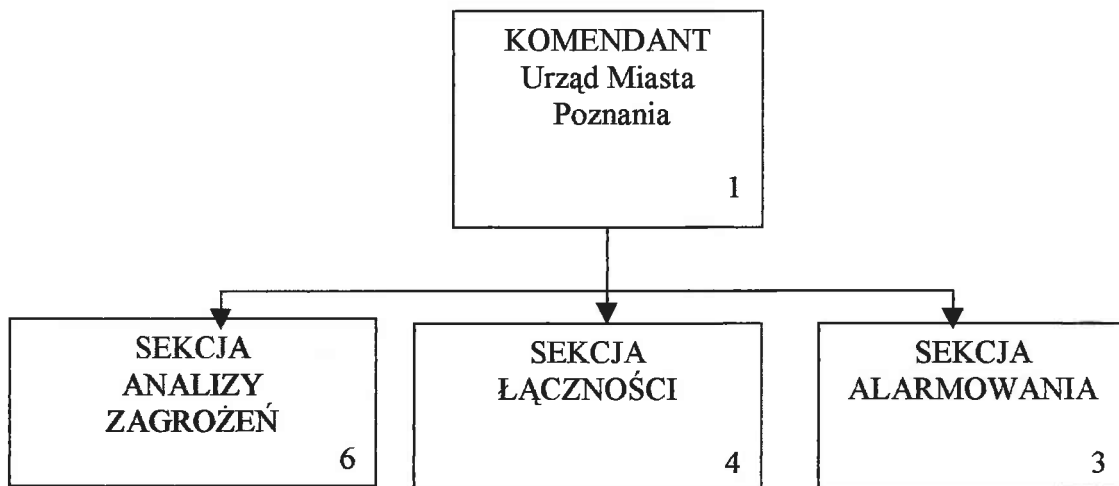 KOMENDANT
Urząd Miasta
Poznania
1
SEKCJA
ANALIZY
ZAGROŻEŃ
6
SEKCJA
ŁĄCZNOŚCI
4
SEKCJA
ALARMOWANIA
3